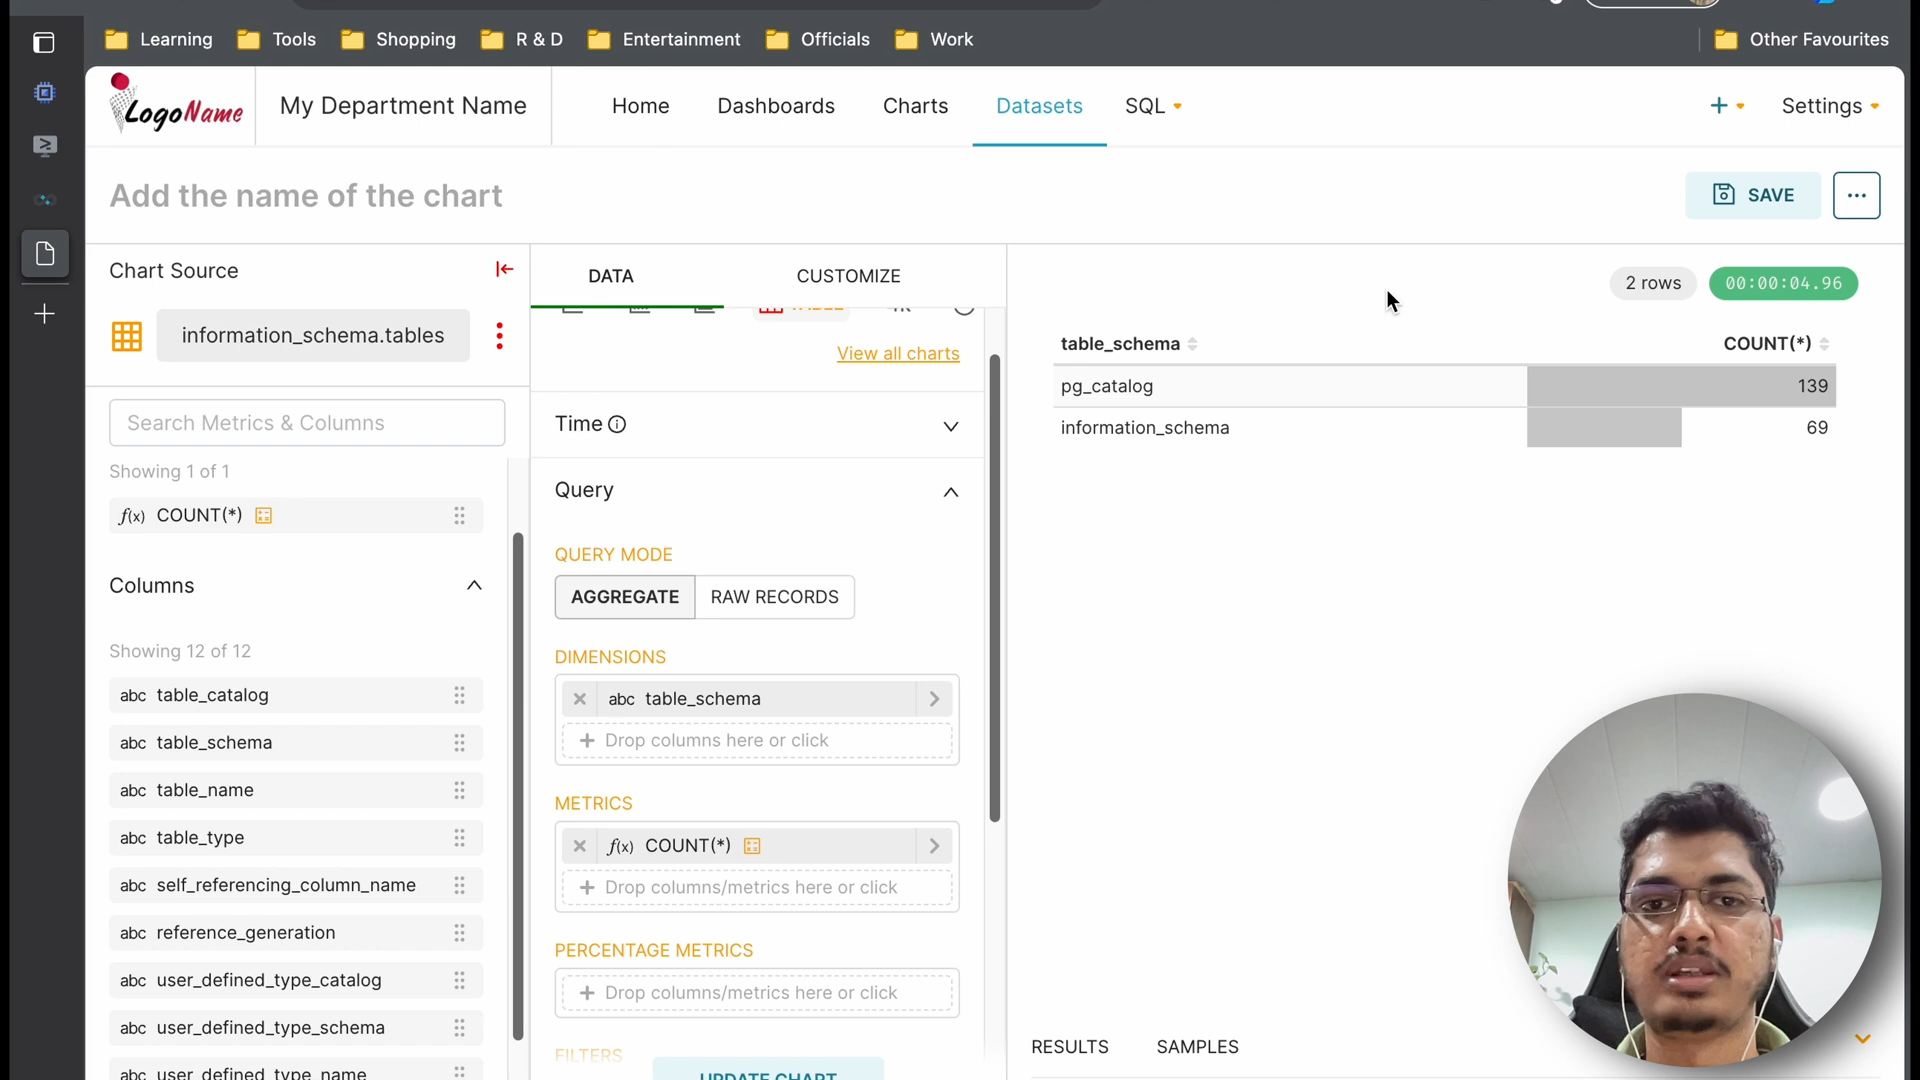 Learning Tools Shopping R & D Entertainment Officials Work Other Favourites
LogoName My Department Name Home Dashboards Charts Datasets SQL + Settings
Add the name of the chart
SAVE ...
Chart Source
information_schema.tables
Search Metrics & Columns
Showing 1 of 1
f(x) COUNT(*)
Columns
Showing 12 of 12
abc table_catalog
abc table_schema
abc table_name
abc table_type
abc self_referencing_column_name
abc reference_generation
abc user_defined_type_catalog
abc user_defined_type_schema
abc user_defined_type_name
DATA CUSTOMIZE
TABLE 4K
View all charts
Time
Query
QUERY MODE
AGGREGATE RAW RECORDS
DIMENSIONS
abc table_schema
+ Drop columns here or click
METRICS
f(x) COUNT(*)
+ Drop columns/metrics here or click
PERCENTAGE METRICS
+ Drop columns/metrics here or click
FILTERS
UPDATE CHART
2 rows 00:00:04.96
table_schema COUNT(*)
pg_catalog 139
information_schema 69
RESULTS SAMPLES